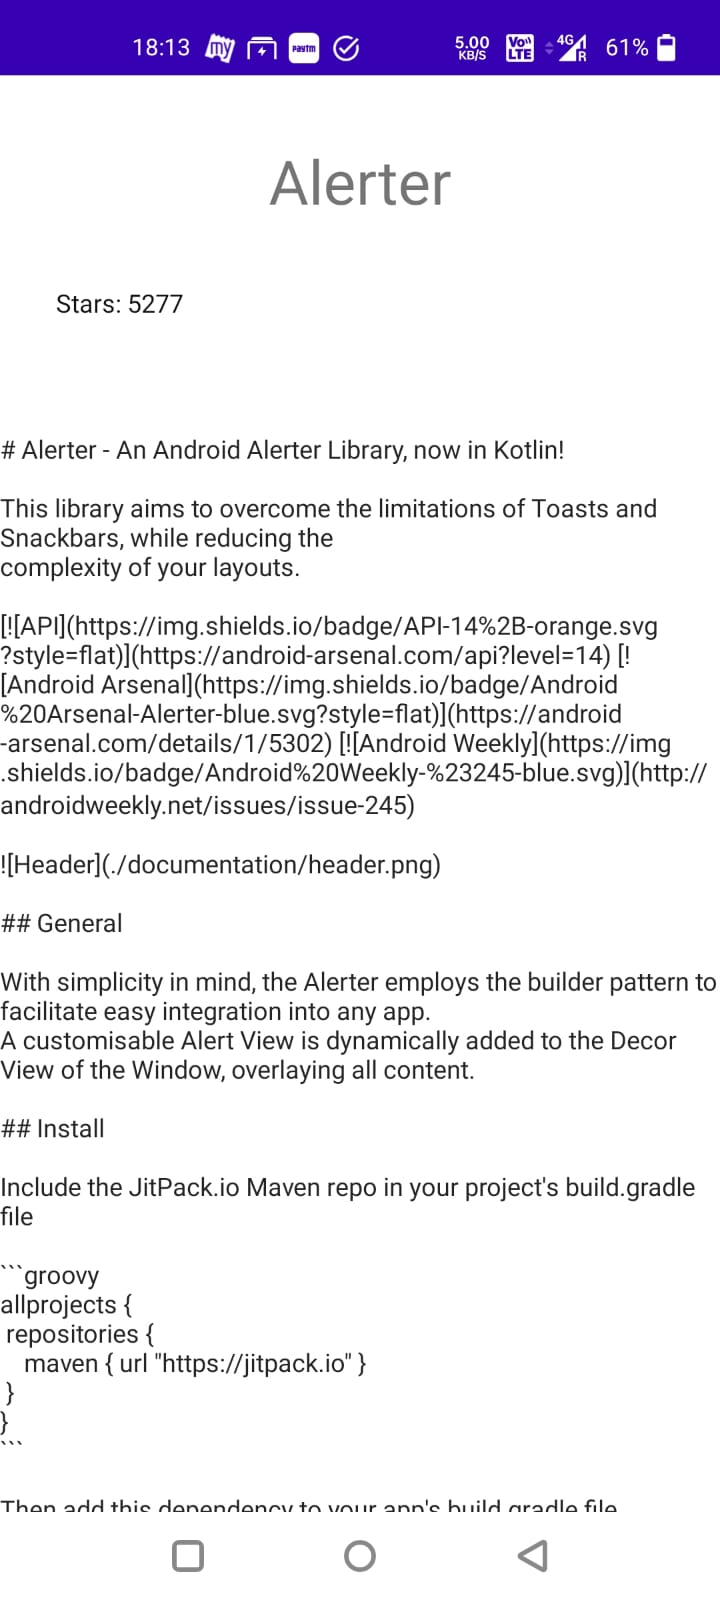 18:13 my paytm 5.00 KB/S VoD LTE 4G R 61%
Alerter
Stars: 5277
# Alerter - An Android Alerter Library, now in Kotlin!
This library aims to overcome the limitations of Toasts and
Snackbars, while reducing the
complexity of your layouts.
[![API](https://img.shields.io/badge/API-14%2B-orange.svg
?style=flat)](https://android-arsenal.com/api?level=14) [!
[Android Arsenal](https://img.shields.io/badge/Android
%20Arsenal-Alerter-blue.svg?style=flat)](https://android
-arsenal.com/details/1/5302) [![Android Weekly](https://img
.shields.io/badge/Android%20Weekly-%23245-blue.svg)](http://
androidweekly.net/issues/issue-245)
![Header](./documentation/header.png)
## General
With simplicity in mind, the Alerter employs the builder pattern to
facilitate easy integration into any app.
A customisable Alert View is dynamically added to the Decor
View of the Window, overlaying all content.
## Install
Include the JitPack.io Maven repo in your project's build.gradle
file
```groovy
allprojects {
 repositories {
   maven { url "https://jitpack.io" }
 }
}
```
Then add this dependency to your app's build.gradle file